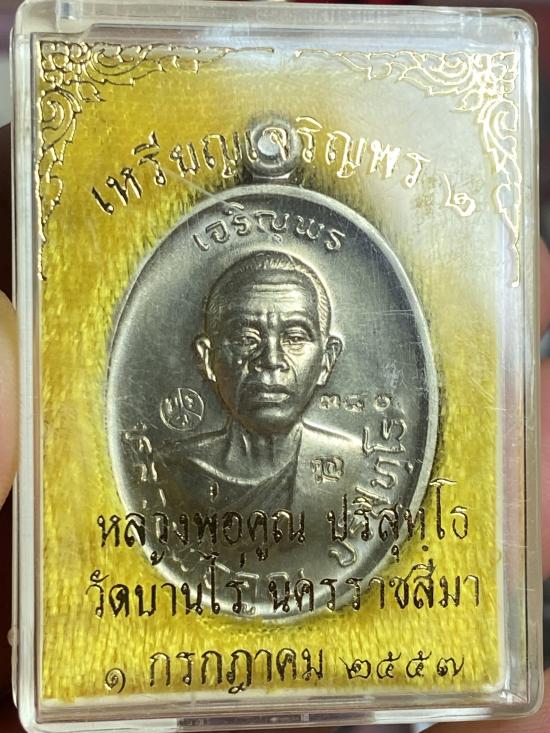 เหรียญเจริญพร ๒
เจริญพร
หลวงพ่อคูณ ปริสุทฺโธ
วัดบ้านไร่ นครราชสีมา
๑ กรกฎาคม ๒๕๕๗